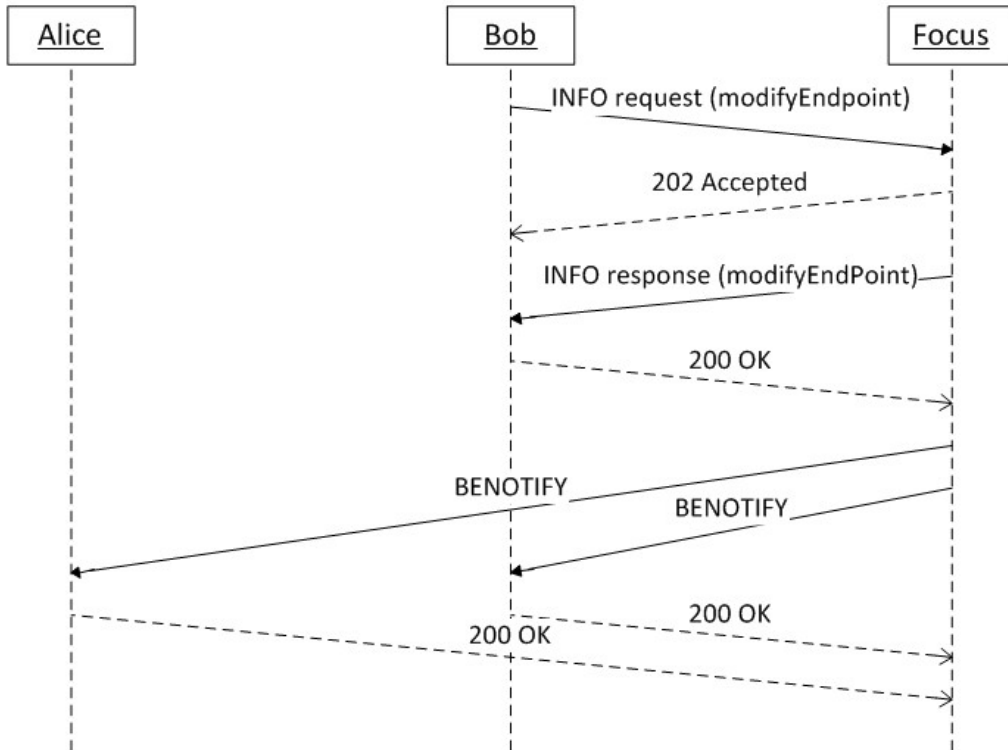 Alice
Bob
Focus
INFO request (modifyEndpoint)
202 Accepted
INFO response (modifyEndPoint)
200 OK
BENOTIFY
BENOTIFY
200 OK
200 OK